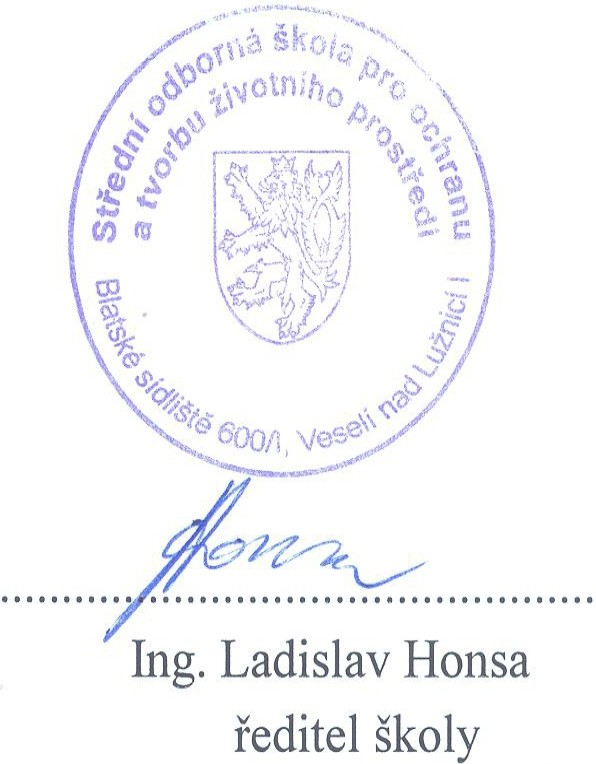 Střední odborná škola pro ochranu
a tvorbu životního prostředí
Blatské sídliště 600/I, Veselí nad Lužnicí I
Honsa
Ing. Ladislav Honsa
ředitel školy